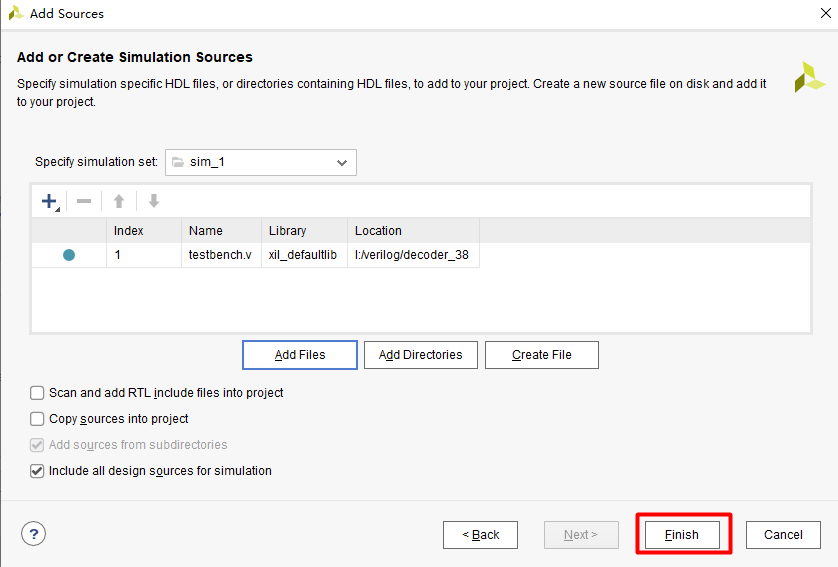 Add Sources
Add or Create Simulation Sources
Specify simulation specific HDL files, or directories containing HDL files, to add to your project. Create a new source file on disk and add it
to your project.
Specify simulation set: sim_1
Index Name Library Location
1 testbench.v xil_defaultlib I:/verilog/decoder_38
Add Files Add Directories Create File
Scan and add RTL include files into project
Copy sources into project
Add sources from subdirectories
Include all design sources for simulation
? < Back Next > Finish Cancel